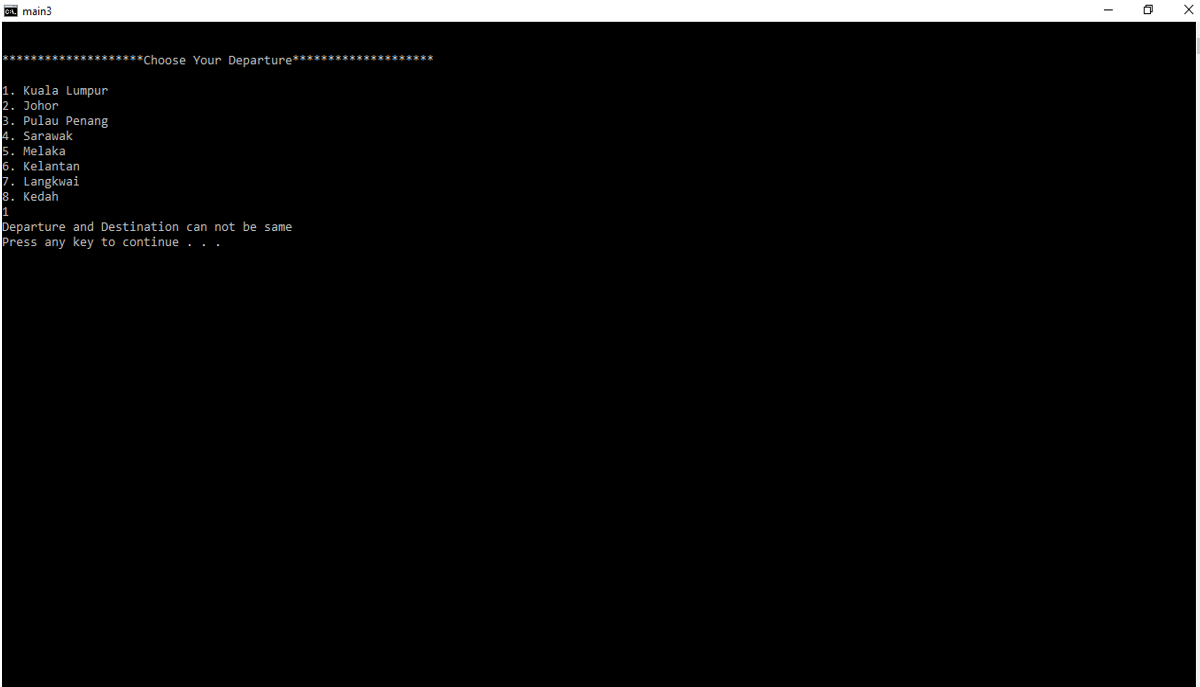 main3
********************Choose Your Departure********************
1. Kuala Lumpur
2. Johor
3. Pulau Penang
4. Sarawak
5. Melaka
6. Kelantan
7. Langkwai
8. Kedah
1
Departure and Destination can not be same
Press any key to continue . . .